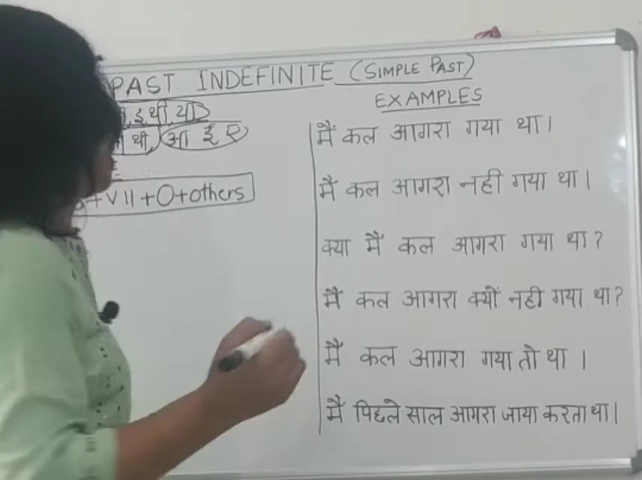 PAST INDEFINITE (SIMPLE PAST)
ई, थी, या
थी, आ ई ए
+V II+O+others
EXAMPLES
मैं कल आगरा गया था।
मैं कल आगरा नही गया था।
क्या मैं कल आगरा गया था?
मैं कल आगरा क्यों नही गया था?
मैं कल आगरा गया तो था ।
मैं पिछले साल आगरा जाया करता था।